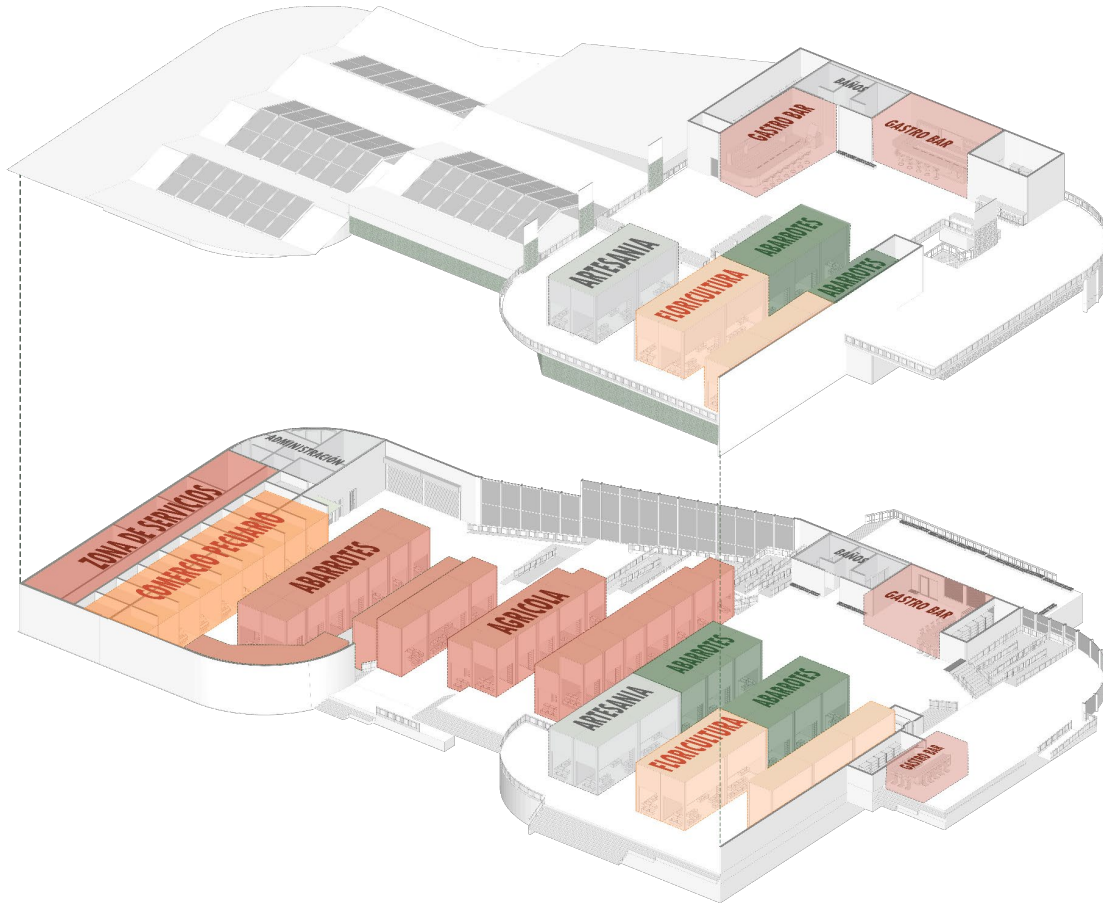 BAÑOS
GASTRO BAR
GASTRO BAR
ARTESANIA
ABARROTES
FLORICULTURA
ABARROTES
ADMINISTRACIÓN
ZONA DE SERVICIOS
COMERCIO PECUARIO
ABARROTES
AGRICOLA
BAÑOS
GASTRO BAR
ABARROTES
ARTESANIA
ABARROTES
FLORICULTURA
GASTRO BAR